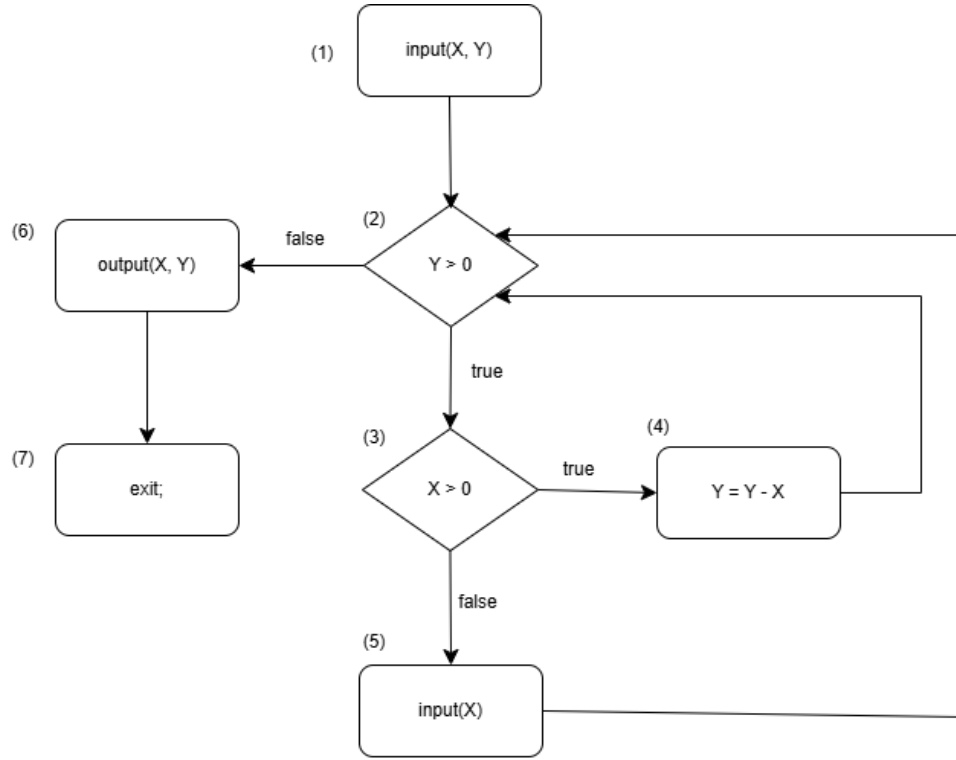 (1)
input(X, Y)
(2)
Y > 0
false
(6)
output(X, Y)
true
(7)
exit;
(3)
X > 0
true
(4)
Y = Y - X
false
(5)
input(X)